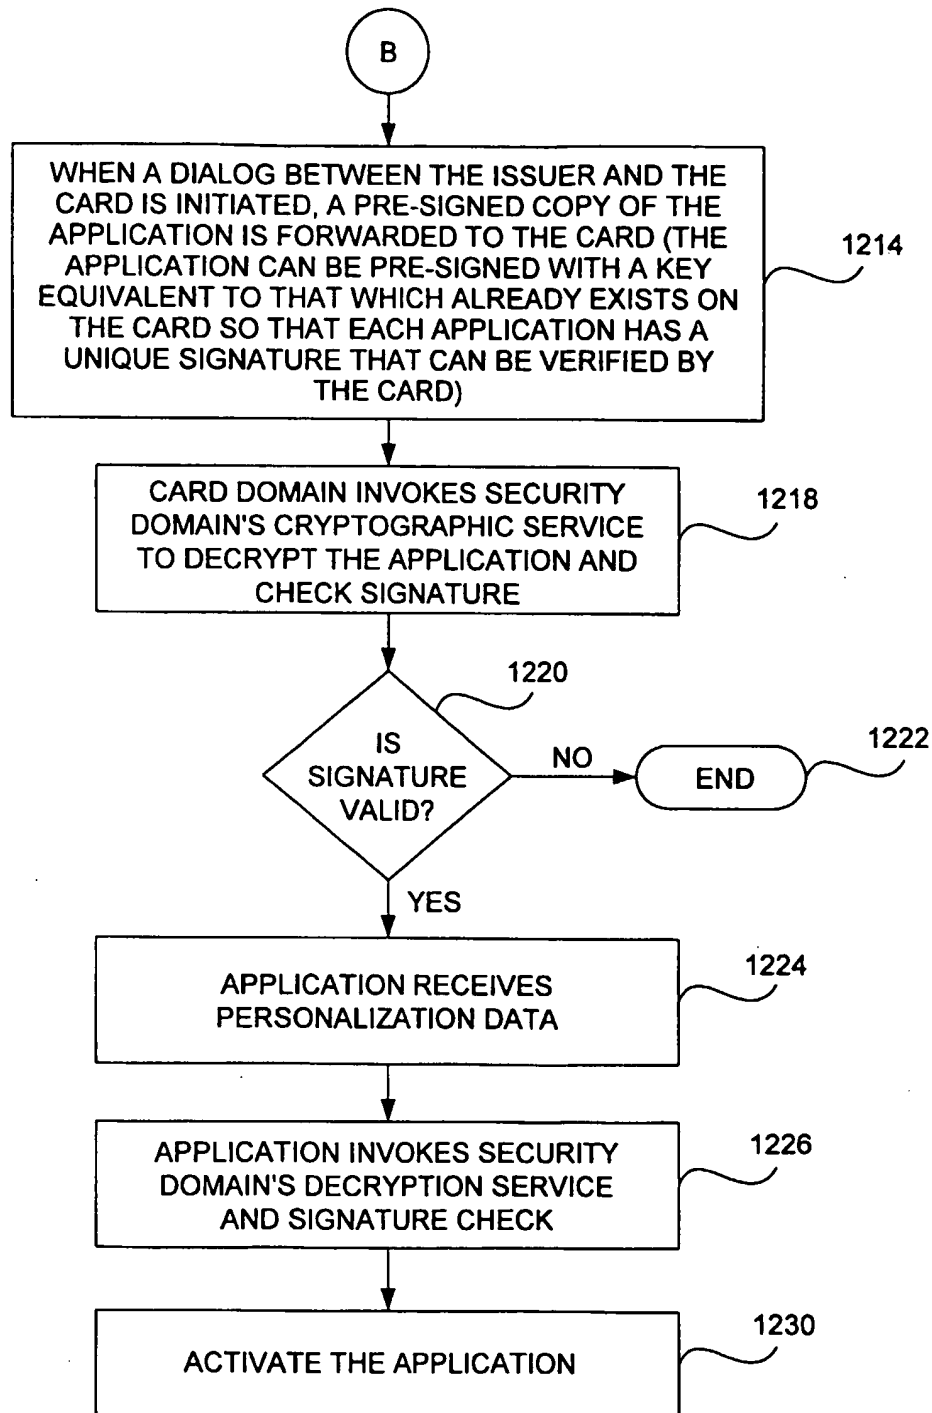 B
WHEN A DIALOG BETWEEN THE ISSUER AND THE
CARD IS INITIATED, A PRE-SIGNED COPY OF THE
APPLICATION IS FORWARDED TO THE CARD (THE
APPLICATION CAN BE PRE-SIGNED WITH A KEY
EQUIVALENT TO THAT WHICH ALREADY EXISTS ON
THE CARD SO THAT EACH APPLICATION HAS A
UNIQUE SIGNATURE THAT CAN BE VERIFIED BY
THE CARD)
1214
CARD DOMAIN INVOKES SECURITY
DOMAIN'S CRYPTOGRAPHIC SERVICE
TO DECRYPT THE APPLICATION AND
CHECK SIGNATURE
1218
IS
SIGNATURE
VALID?
1220
NO
END
1222
YES
APPLICATION RECEIVES
PERSONALIZATION DATA
1224
APPLICATION INVOKES SECURITY
DOMAIN'S DECRYPTION SERVICE
AND SIGNATURE CHECK
1226
ACTIVATE THE APPLICATION
1230